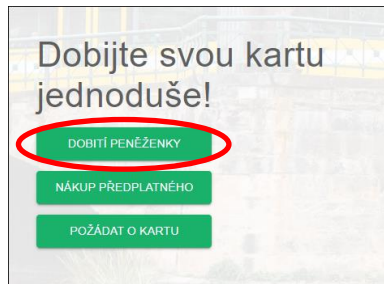 Dobijte svou kartu
jednoduše!
DOBITÍ PENĚŽENKY
NÁKUP PŘEDPLATNÉHO
POŽÁDAT O KARTU